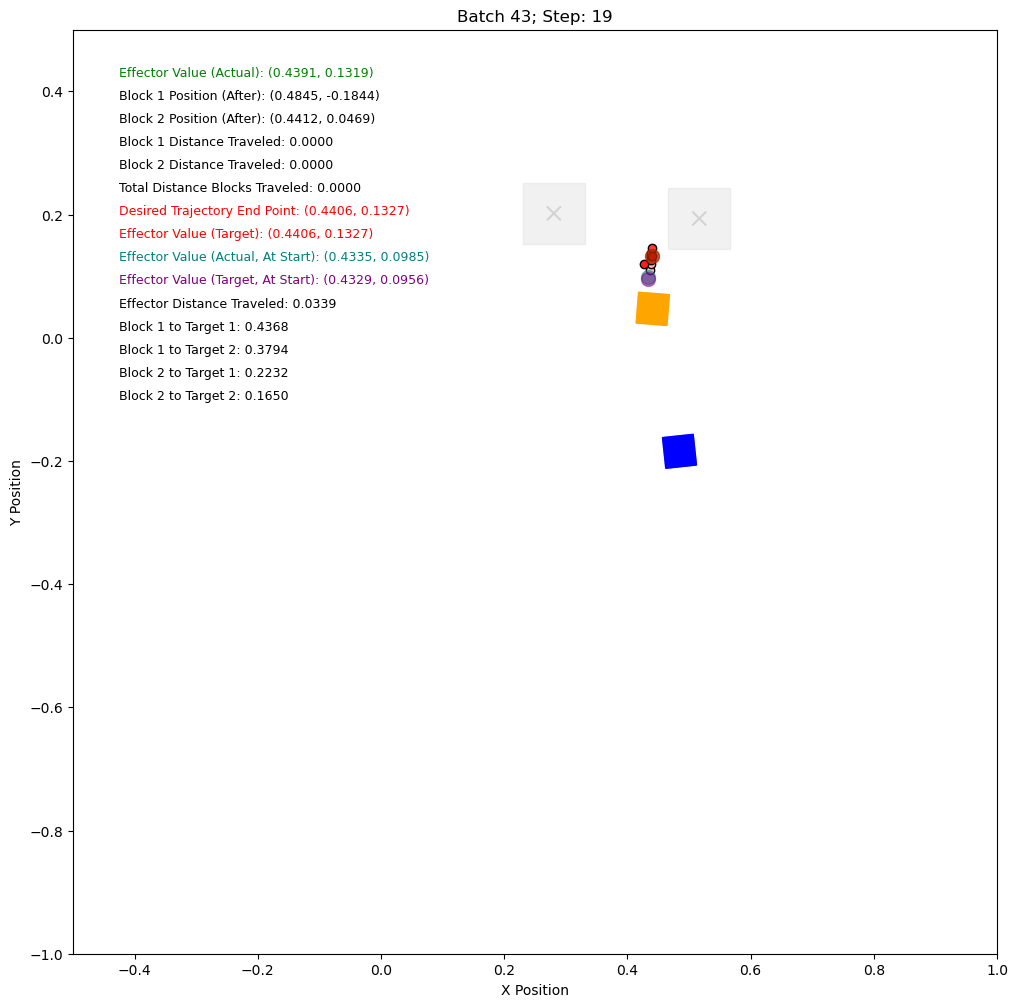 Batch 43; Step: 19
Effector Value (Actual): (0.4391, 0.1319)
Block 1 Position (After): (0.4845, -0.1844)
Block 2 Position (After): (0.4412, 0.0469)
Block 1 Distance Traveled: 0.0000
Block 2 Distance Traveled: 0.0000
Total Distance Blocks Traveled: 0.0000
Desired Trajectory End Point: (0.4406, 0.1327)
Effector Value (Target): (0.4406, 0.1327)
Effector Value (Actual, At Start): (0.4335, 0.0985)
Effector Value (Target, At Start): (0.4329, 0.0956)
Effector Distance Traveled: 0.0339
Block 1 to Target 1: 0.4368
Block 1 to Target 2: 0.3794
Block 2 to Target 1: 0.2232
Block 2 to Target 2: 0.1650
Y Position
0.4
0.2
0.0
−0.2
−0.4
−0.6
−0.8
−1.0
−0.4 −0.2 0.0 0.2 0.4 0.6 0.8 1.0
X Position